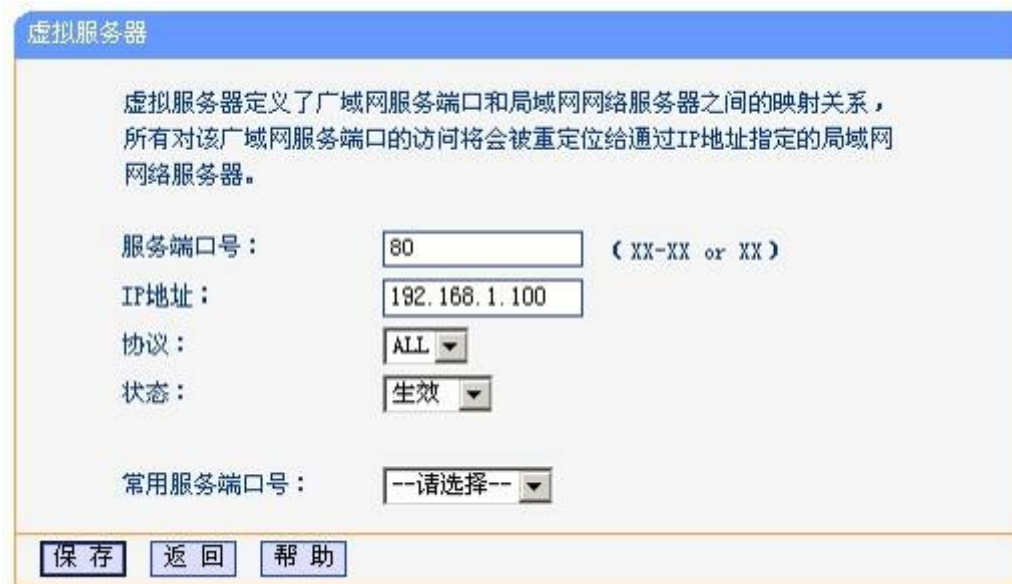 虚拟服务器
虚拟服务器定义了广域网服务端口和局域网网络服务器之间的映射关系，
所有对该广域网服务端口的访问将会被重定位给通过IP地址指定的局域网
网络服务器。
服务端口号： 80 （XX-XX or XX）
IP地址： 192.168.1.100
协议： ALL
状态： 生效
常用服务端口号： --请选择--
保 存 返 回 帮 助